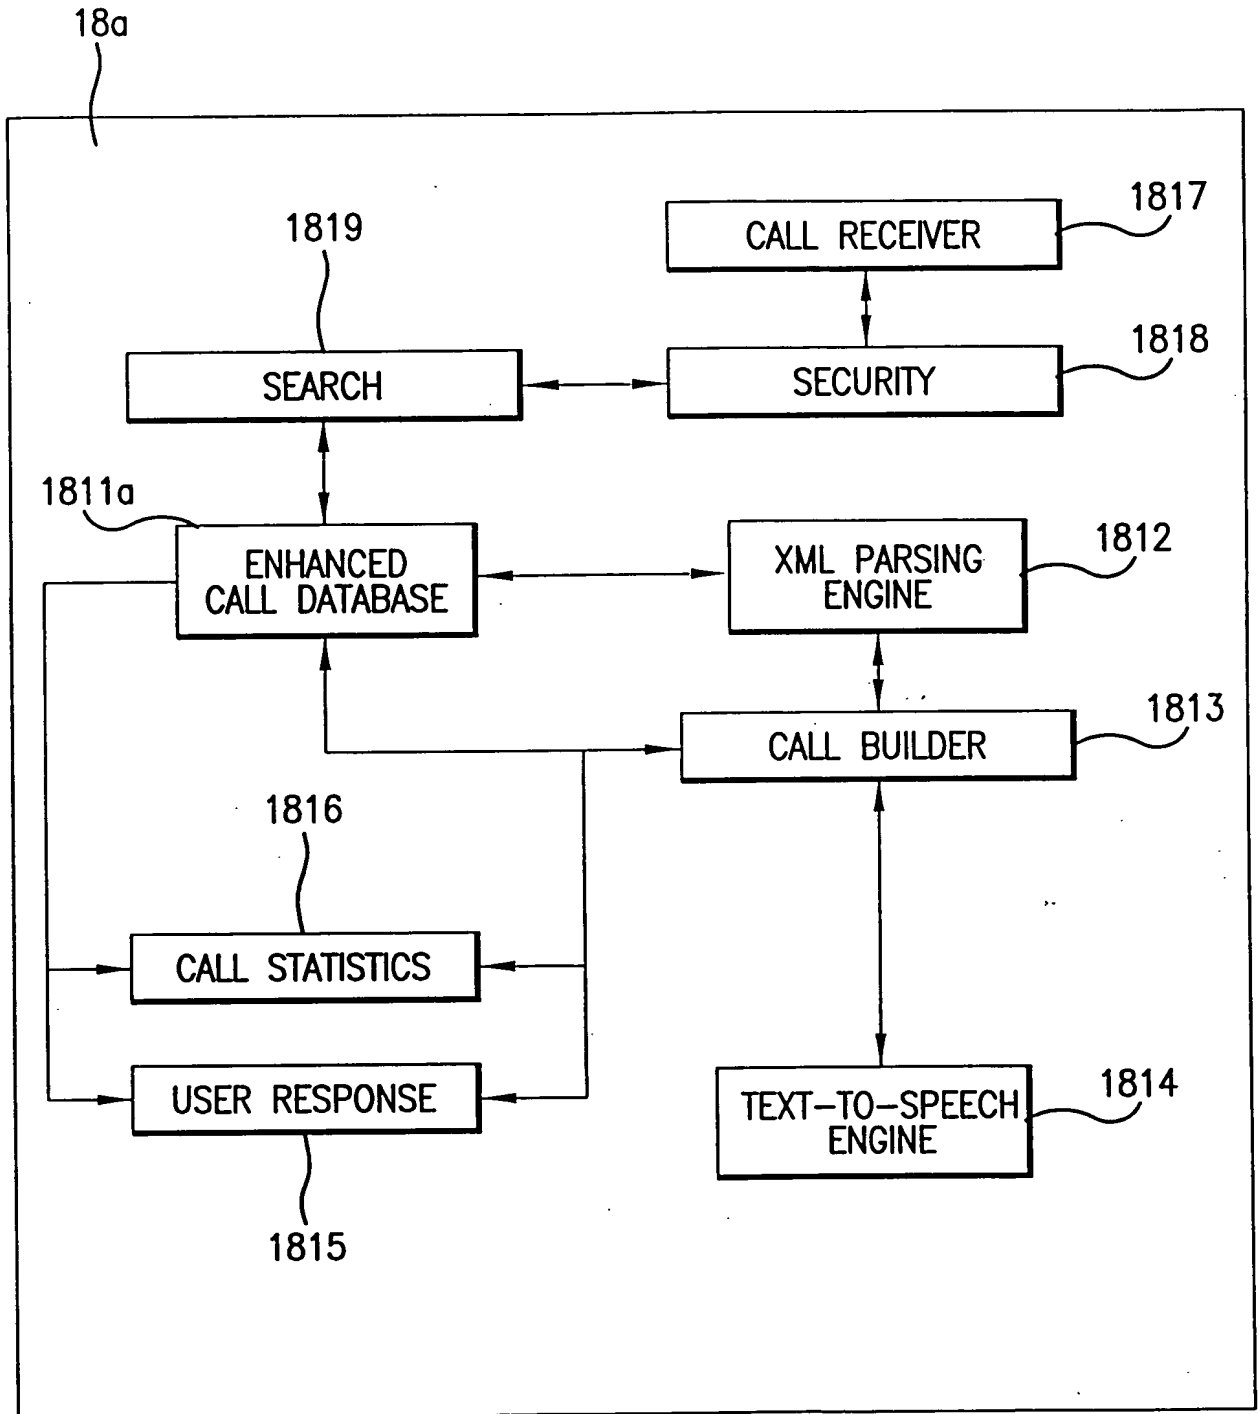 18a
1817
CALL RECEIVER
1819
1818
SEARCH
SECURITY
1811a
ENHANCED
CALL DATABASE
XML PARSING
ENGINE
1812
1813
CALL BUILDER
1816
CALL STATISTICS
USER RESPONSE
1814
TEXT-TO-SPEECH
ENGINE
1815